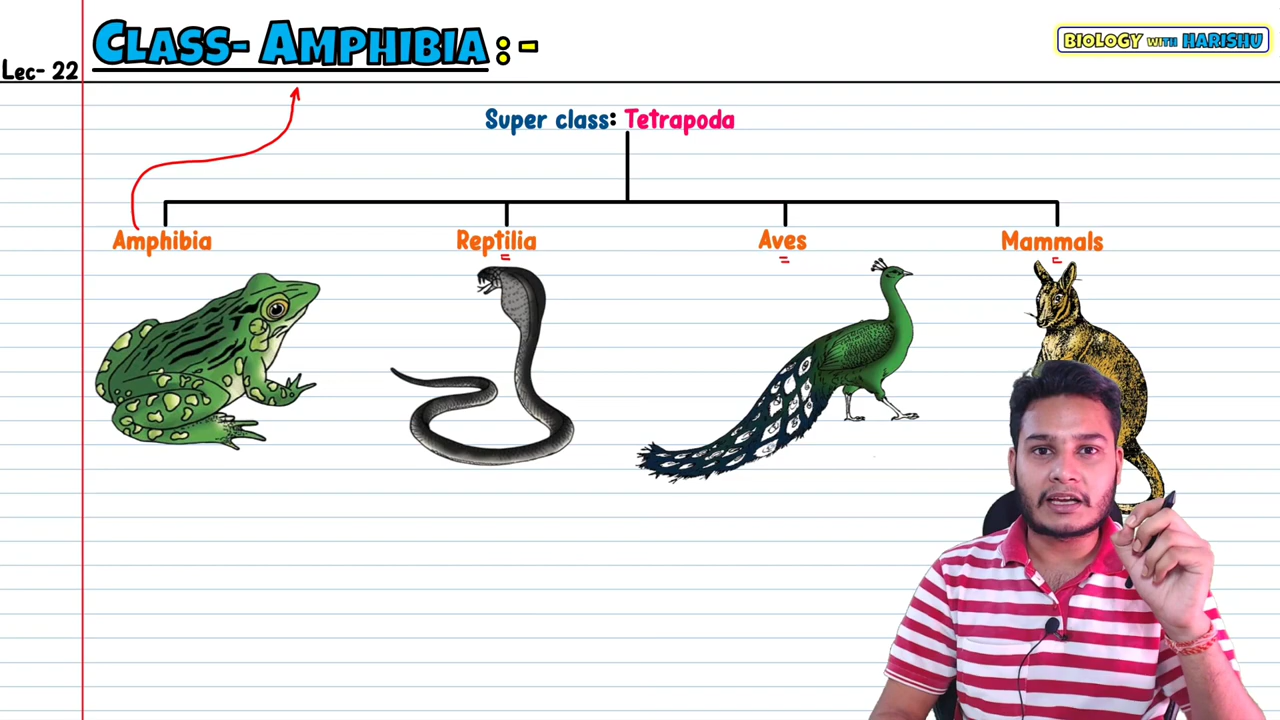 CLASS- AMPHIBIA :-
BIOLOGY WITH HARISHU
Lec- 22
Super class: Tetrapoda
Amphibia
Reptilia
Aves
Mammals